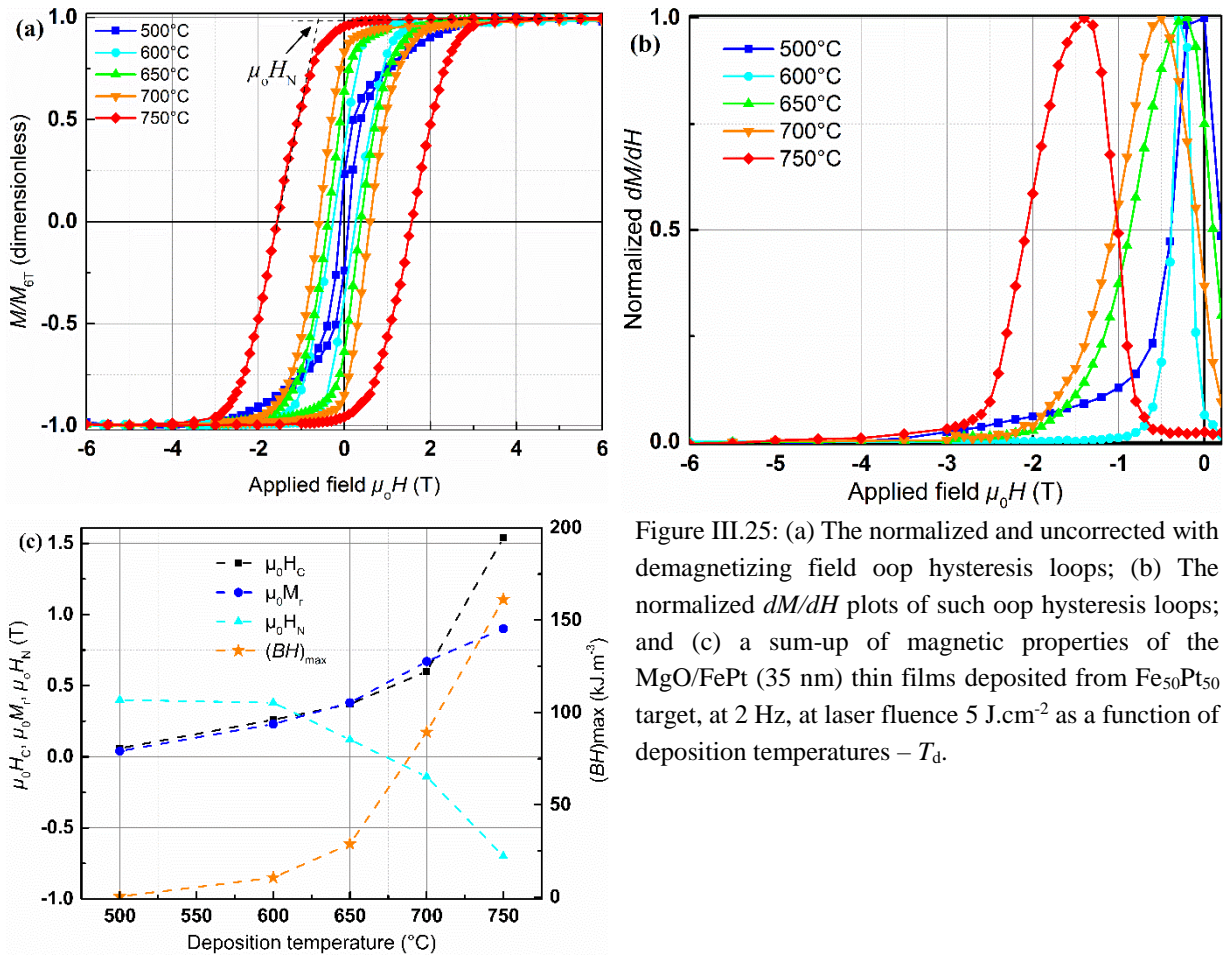 (a)
500°C
600°C
650°C
700°C
750°C
μoHN
M/M6T (dimensionless)
1.0
0.5
0.0
-0.5
-1.0
-6 -4 -2 0 2 4 6
Applied field μoH (T)
(b)
500°C
600°C
650°C
700°C
750°C
Normalized dM/dH
1
0.5
0.0
-6 -5 -4 -3 -2 -1 0
Applied field μ0H (T)
(c)
μ0HC
μ0Mr
μ0HN
(BH)max
μ0HC, μ0Mr, μ0HN (T)
1.5
1.0
0.5
0.0
-0.5
-1.0
200
150
100
50
0
(BH)max (kJ.m-3)
500 550 600 650 700 750
Deposition temperature (°C)
Figure III.25: (a) The normalized and uncorrected with
demagnetizing field oop hysteresis loops; (b) The
normalized dM/dH plots of such oop hysteresis loops;
and (c) a sum-up of magnetic properties of the
MgO/FePt (35 nm) thin films deposited from Fe50Pt50
target, at 2 Hz, at laser fluence 5 J.cm-2 as a function of
deposition temperatures – Td.